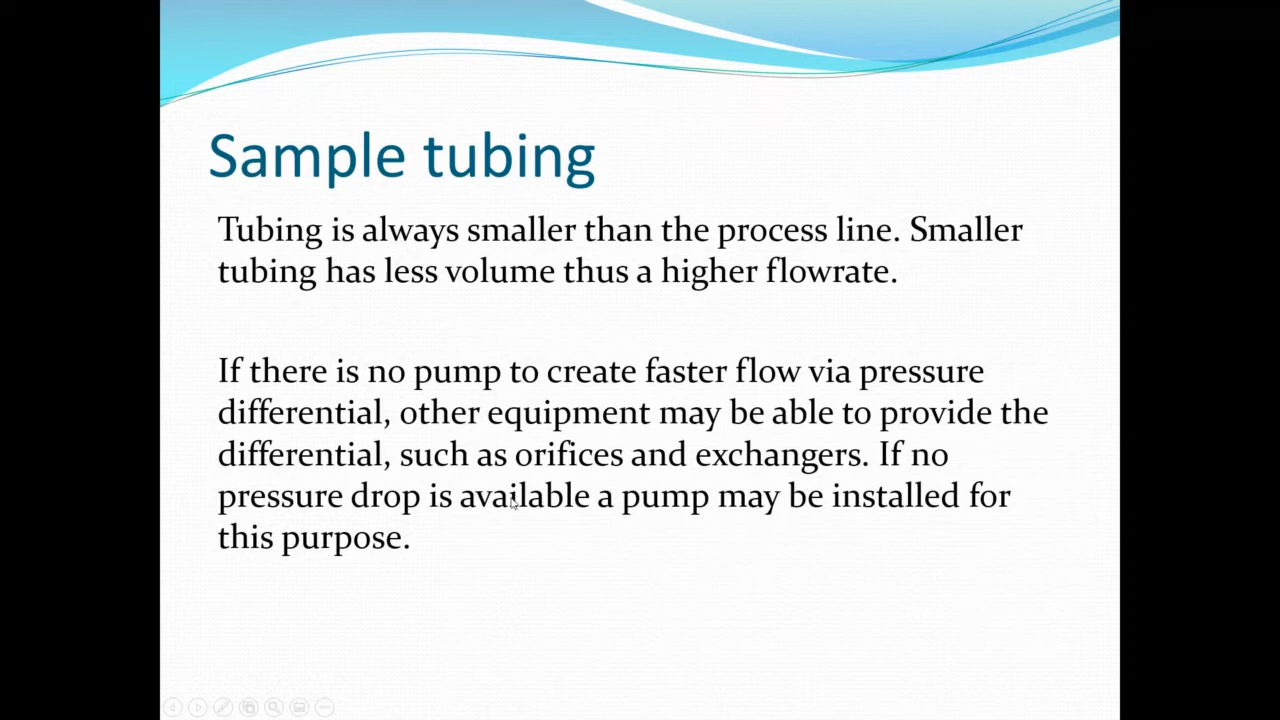 Sample tubing
Tubing is always smaller than the process line. Smaller
tubing has less volume thus a higher flowrate.
If there is no pump to create faster flow via pressure
differential, other equipment may be able to provide the
differential, such as orifices and exchangers. If no
pressure drop is available a pump may be installed for
this purpose.